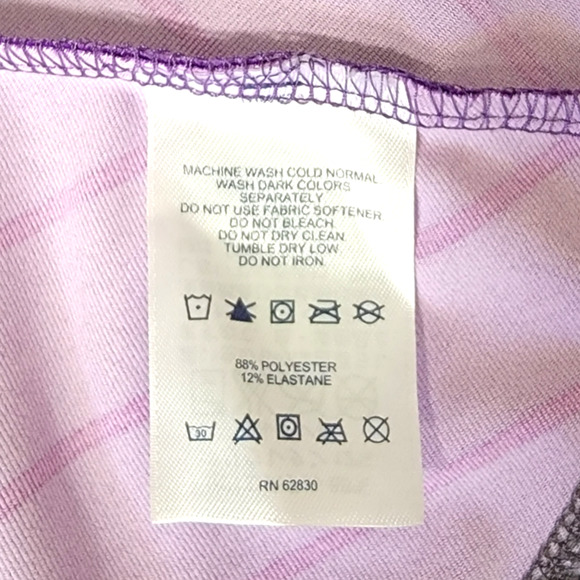 MACHINE WASH COLD NORMAL
WASH DARK COLORS
SEPARATELY
DO NOT USE FABRIC SOFTENER
DO NOT BLEACH.
DO NOT DRY CLEAN.
TUMBLE DRY LOW.
DO NOT IRON.
88% POLYESTER
12% ELASTANE
30
RN 62830